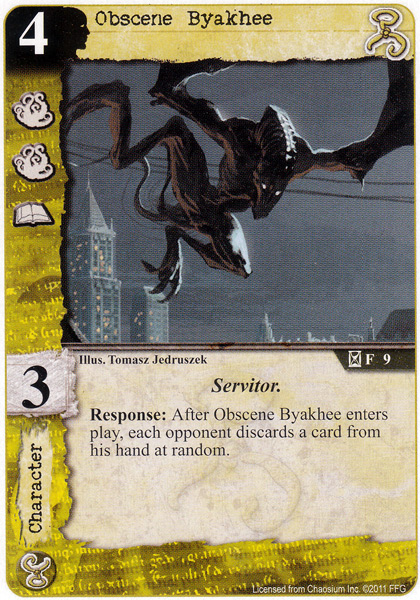 4
Obscene Byakhee
Illus. Tomasz Jedruszek
F 9
3
Servitor.
Response: After Obscene Byakhee enters
play, each opponent discards a card from
his hand at random.
Character
Licensed from Chaosium Inc. ©2011 FFG